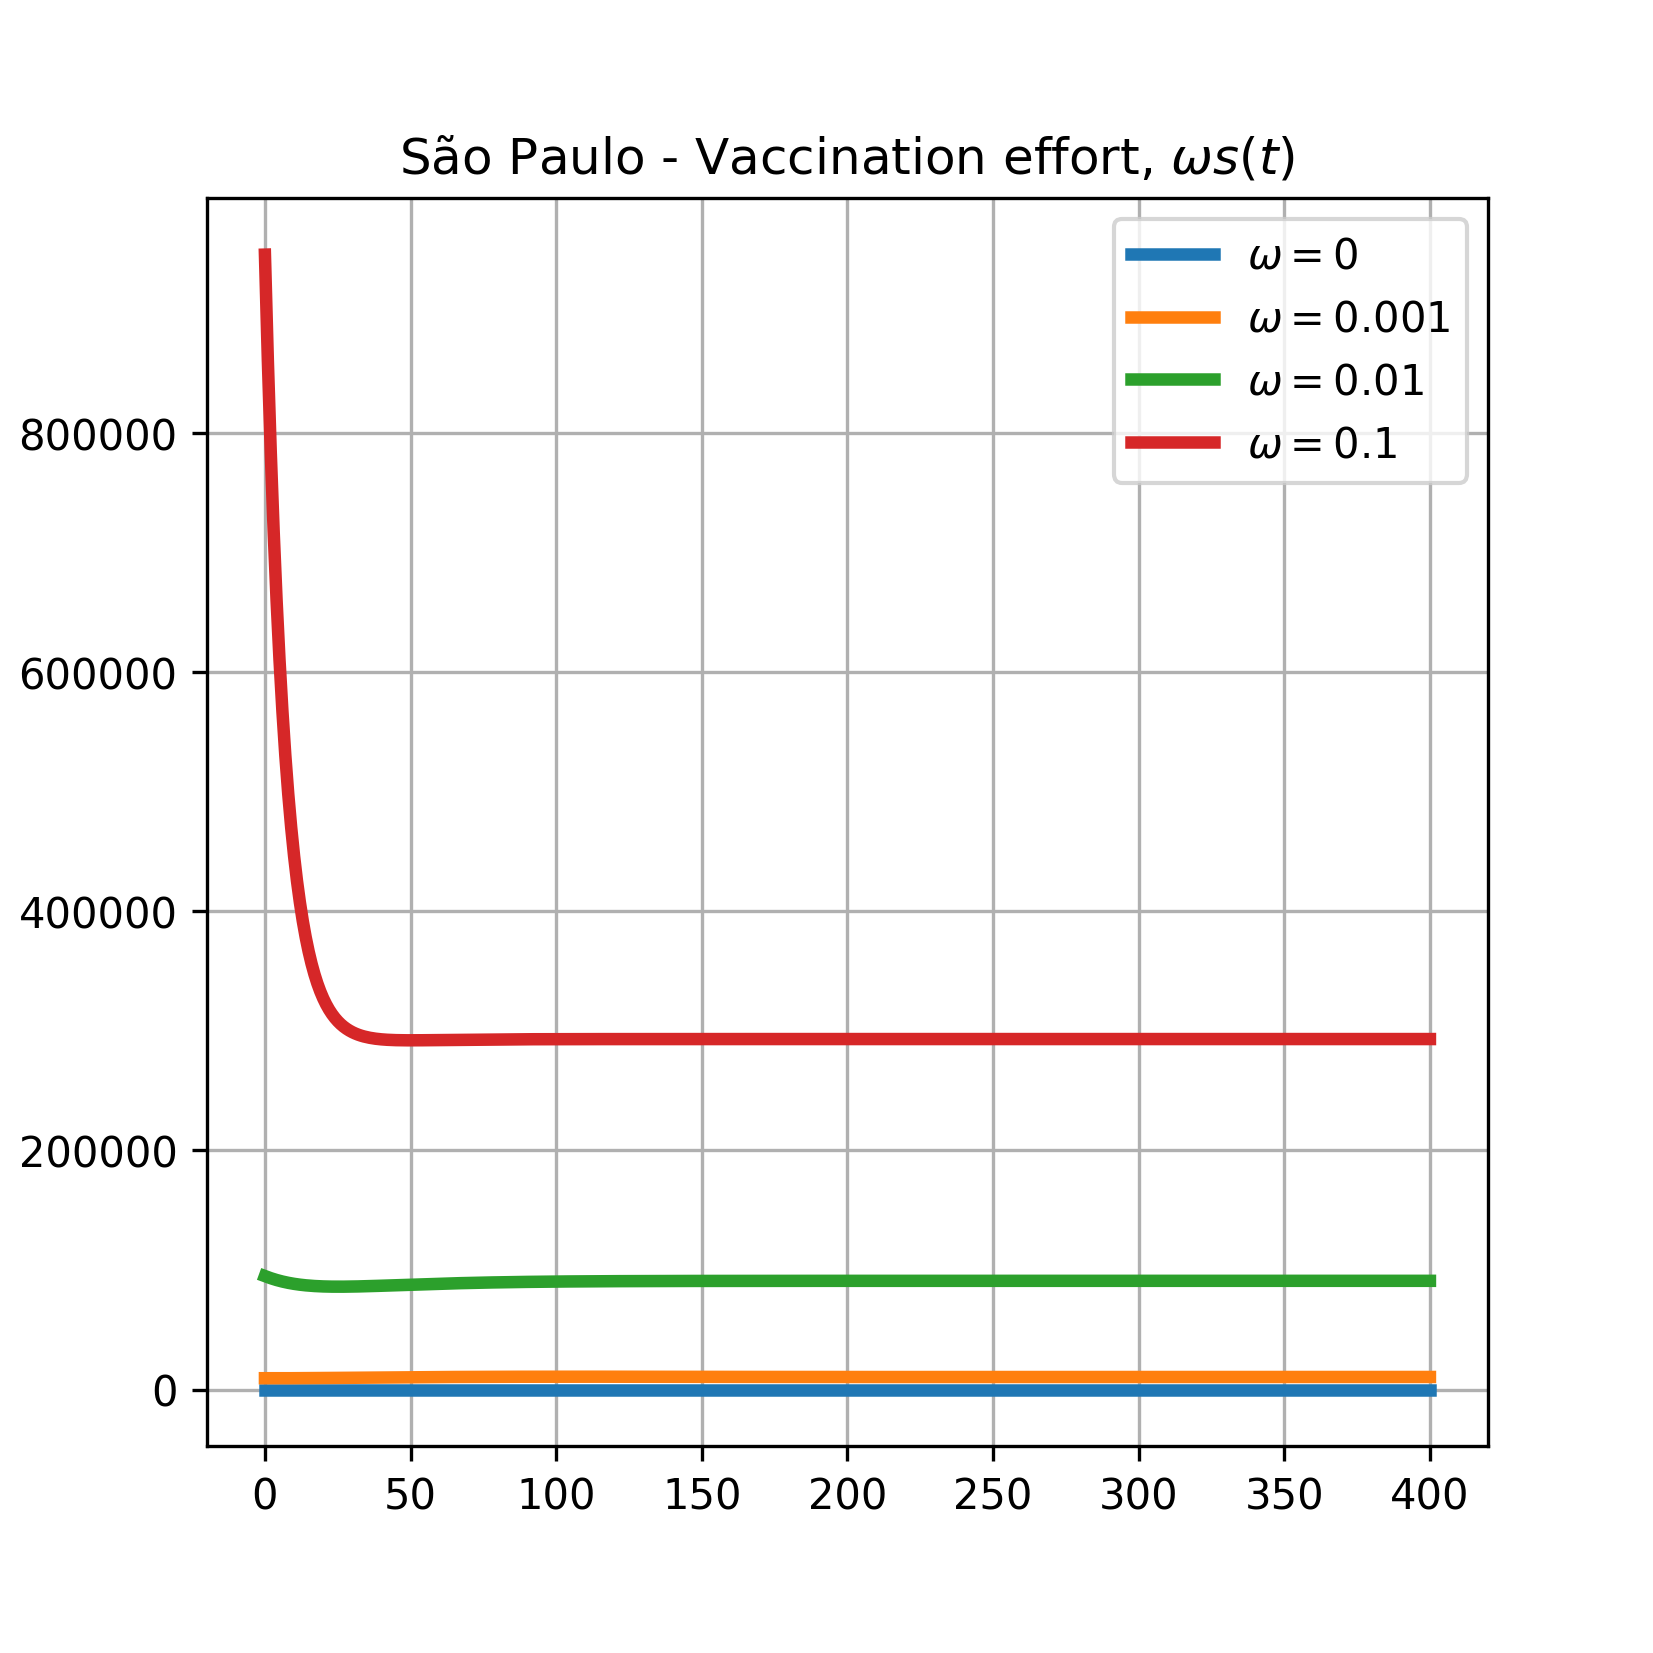 São Paulo - Vaccination effort, ωs(t)
ω = 0
ω = 0.001
ω = 0.01
ω = 0.1
800000
600000
400000
200000
0
0 50 100 150 200 250 300 350 400